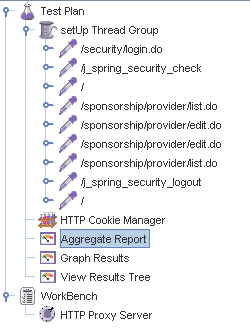 Test Plan
setUp Thread Group
/security/login.do
/j_spring_security_check
/
/sponsorship/provider/list.do
/sponsorship/provider/edit.do
/sponsorship/provider/edit.do
/sponsorship/provider/list.do
/j_spring_security_logout
/
HTTP Cookie Manager
Aggregate Report
Graph Results
View Results Tree
WorkBench
HTTP Proxy Server